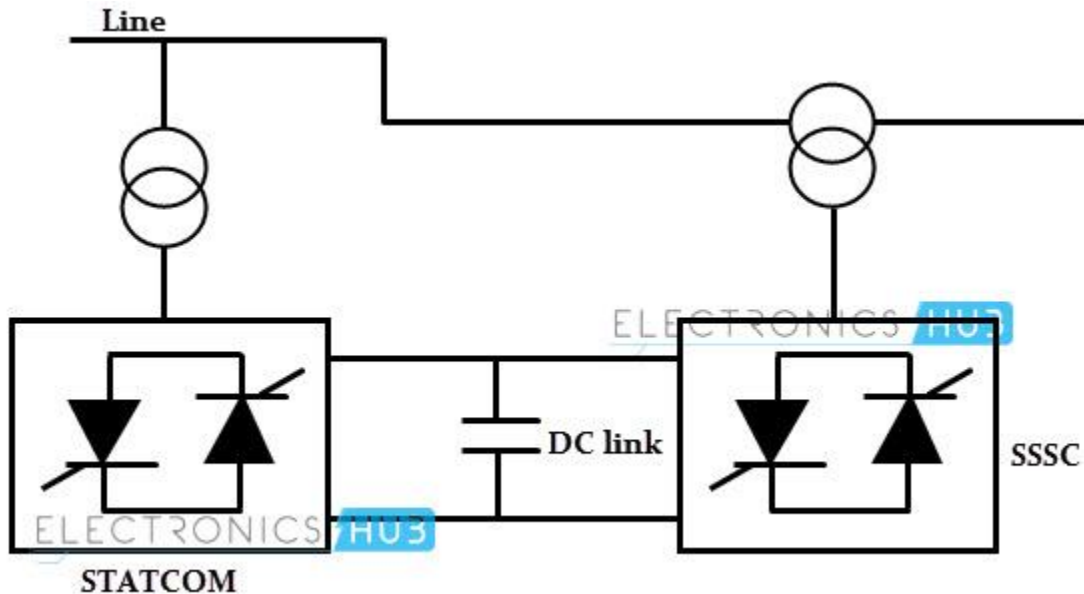 Line
ELECTRONICS HUB
DC link
SSSC
ELECTRONICS HUB
STATCOM